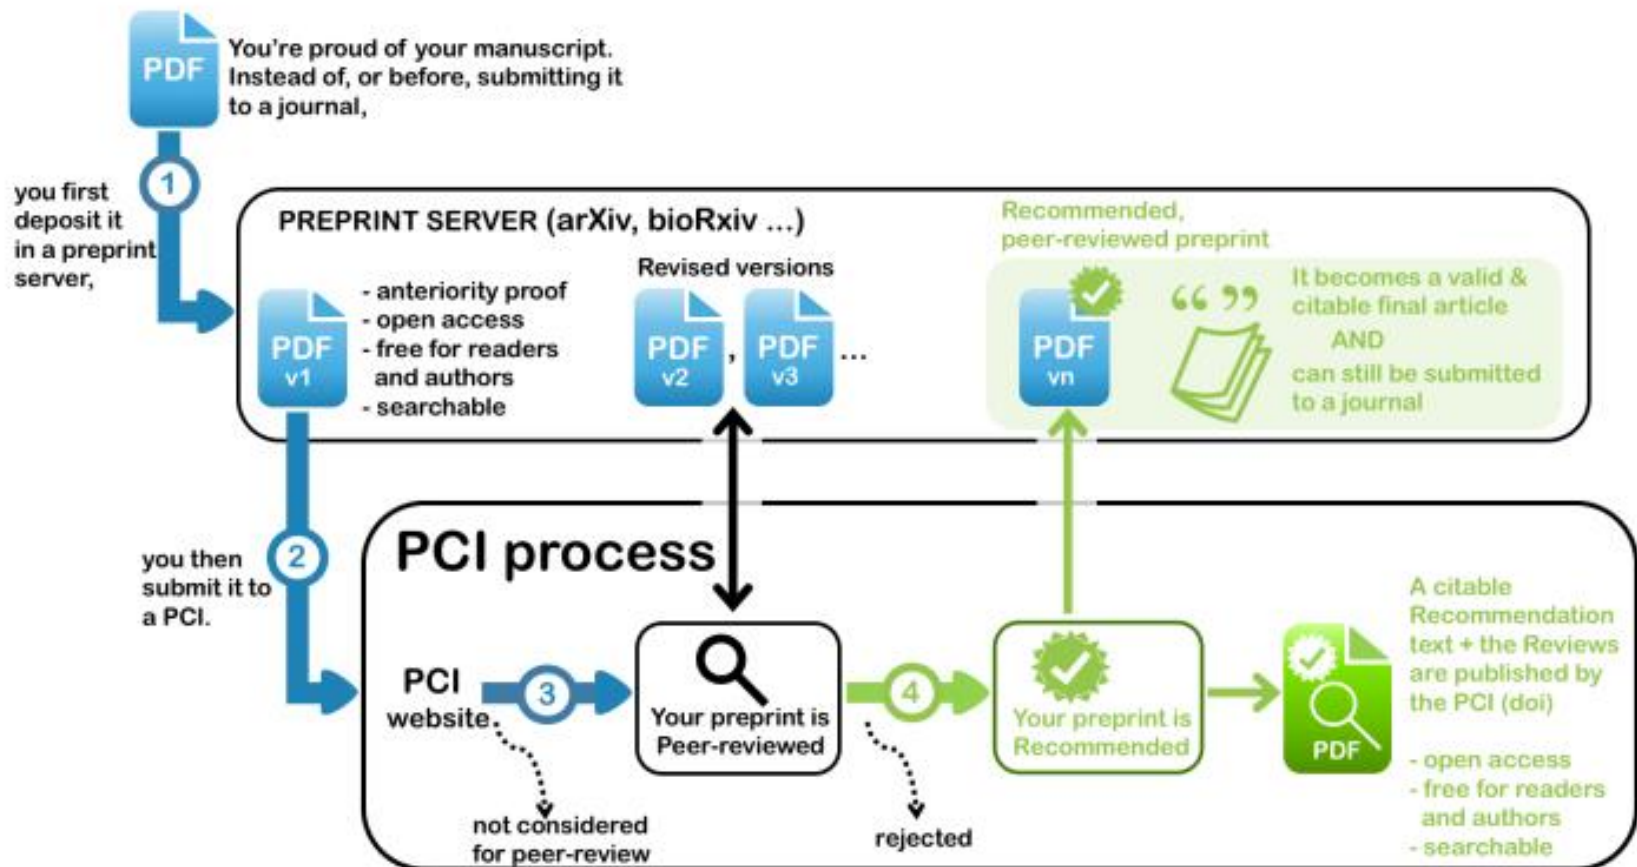 PDF
You're proud of your manuscript.
Instead of, or before, submitting it
to a journal,
1
you first
deposit it
in a preprint
server,
PREPRINT SERVER (arXiv, bioRxiv ...)
PDF
v1
- anteriority proof
- open access
- free for readers
and authors
- searchable
Revised versions
PDF
v2
,
PDF
v3
...
Recommended,
peer-reviewed preprint
PDF
vn
“ ”
It becomes a valid &
citable final article
AND
can still be submitted
to a journal
2
you then
submit it to
a PCI.
PCI process
PCI
website
3
not considered
for peer-review
Your preprint is
Peer-reviewed
4
rejected
Your preprint is
Recommended
PDF
A citable
Recommendation
text + the Reviews
are published by
the PCI (doi)
- open access
- free for readers
and authors
- searchable